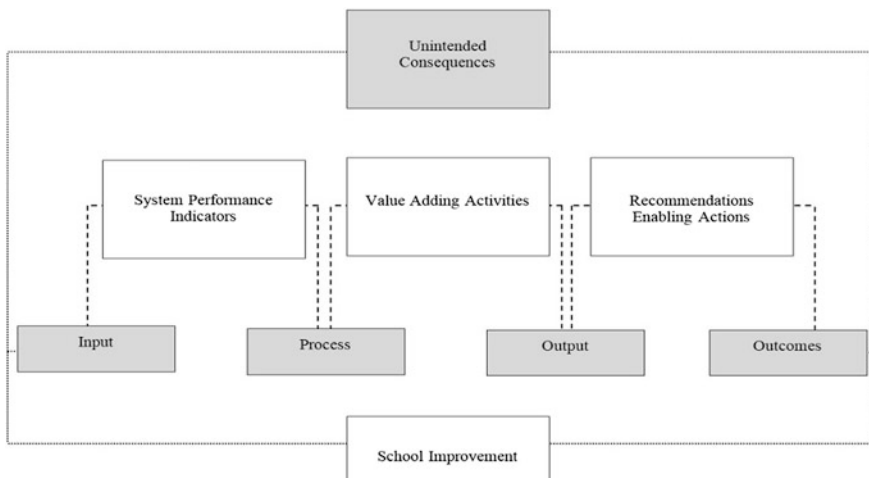 Unintended
Consequences
System Performance
Indicators
Value Adding Activities
Recommendations
Enabling Actions
Input
Process
Output
Outcomes
School Improvement